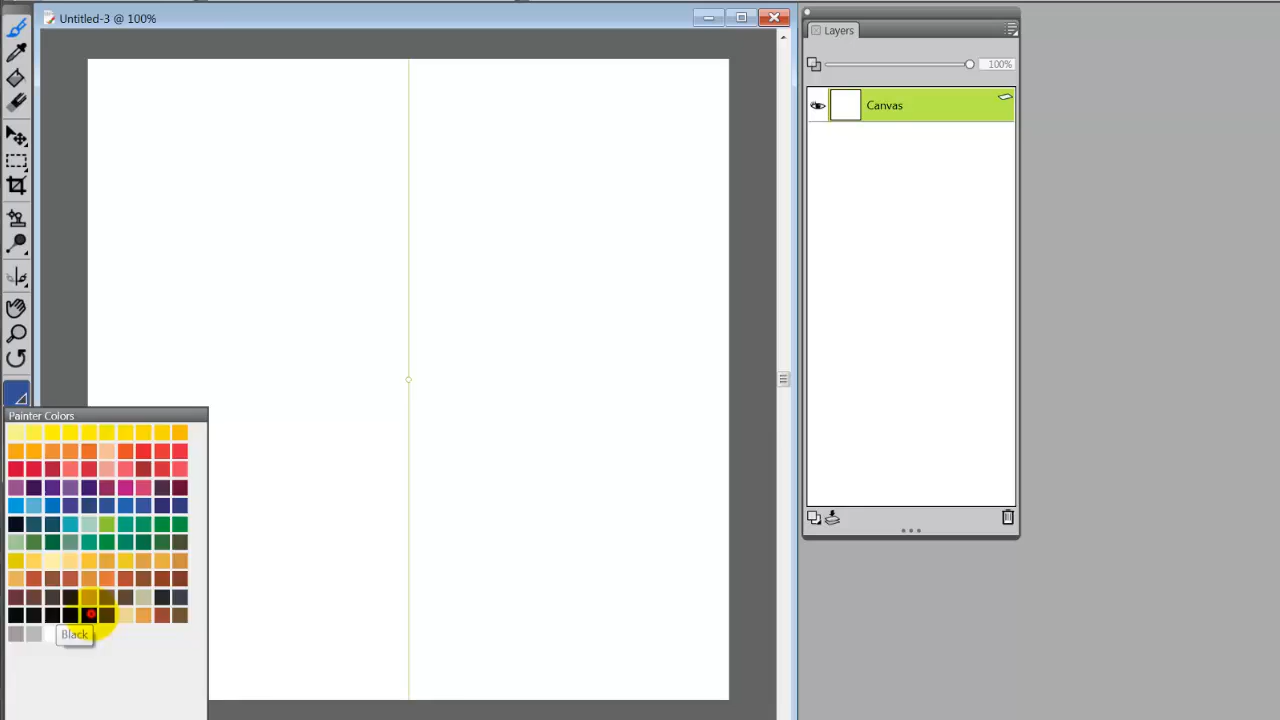 Untitled-3 @ 100%
Layers
100%
Canvas
Painter Colors
Black